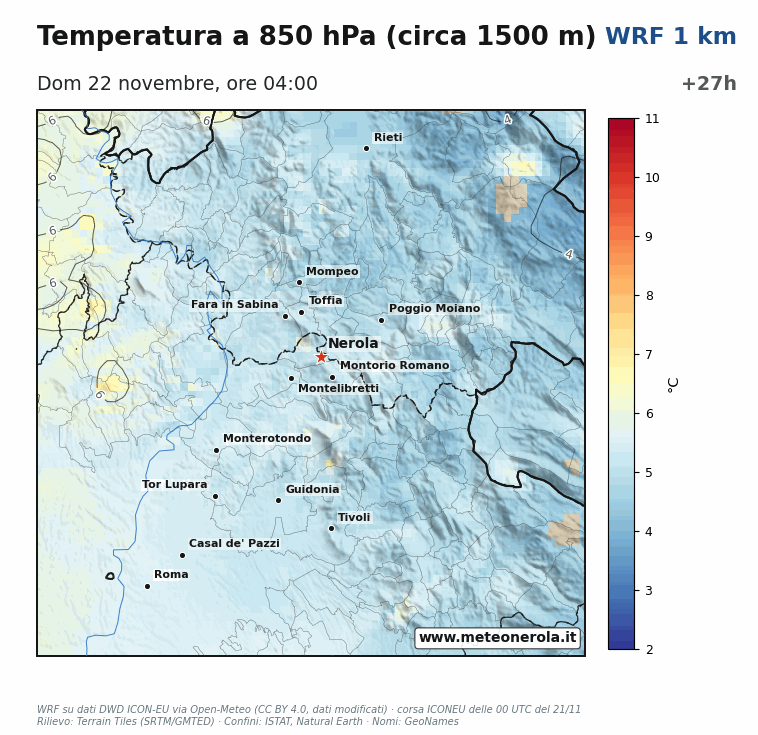 Temperatura a 850 hPa (circa 1500 m) WRF 1 km
Dom 22 novembre, ore 04:00 +27h
6 6 4
Rieti
6
6
4
Mompeo
6
Fara in Sabina Toffia
Poggio Moiano
Nerola
Montorio Romano
Montelibretti
6
Monterotondo
Tor Lupara Guidonia
Tivoli
Casal de' Pazzi
Roma
www.meteonerola.it
11
10
9
8
7
6
5
4
3
2
°C
WRF su dati DWD ICON-EU via Open-Meteo (CC BY 4.0, dati modificati) · corsa ICONEU delle 00 UTC del 21/11
Rilievo: Terrain Tiles (SRTM/GMTED) · Confini: ISTAT, Natural Earth · Nomi: GeoNames